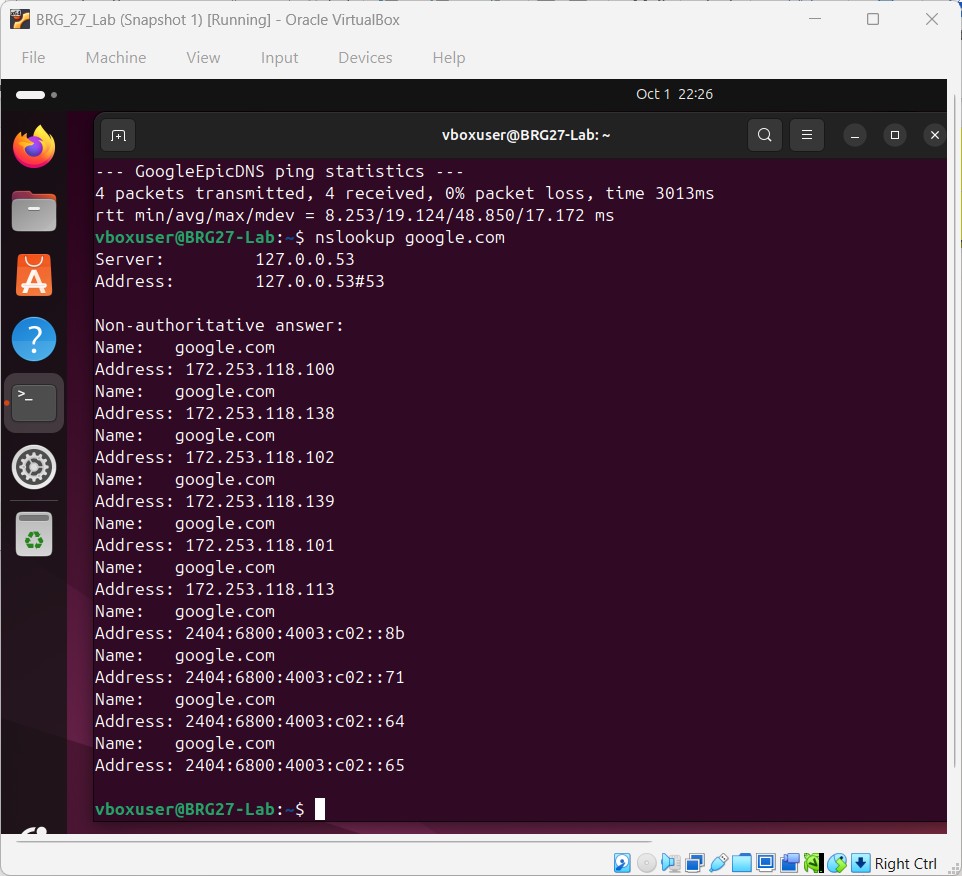 BRG_27_Lab (Snapshot 1) [Running] - Oracle VirtualBox
File Machine View Input Devices Help
Oct 1 22:26
vboxuser@BRG27-Lab: ~
--- GoogleEpicDNS ping statistics ---
4 packets transmitted, 4 received, 0% packet loss, time 3013ms
rtt min/avg/max/mdev = 8.253/19.124/48.850/17.172 ms
vboxuser@BRG27-Lab:~$ nslookup google.com
Server:         127.0.0.53
Address:        127.0.0.53#53

Non-authoritative answer:
Name:   google.com
Address: 172.253.118.100
Name:   google.com
Address: 172.253.118.138
Name:   google.com
Address: 172.253.118.102
Name:   google.com
Address: 172.253.118.139
Name:   google.com
Address: 172.253.118.101
Name:   google.com
Address: 172.253.118.113
Name:   google.com
Address: 2404:6800:4003:c02::8b
Name:   google.com
Address: 2404:6800:4003:c02::71
Name:   google.com
Address: 2404:6800:4003:c02::64
Name:   google.com
Address: 2404:6800:4003:c02::65

vboxuser@BRG27-Lab:~$
Right Ctrl